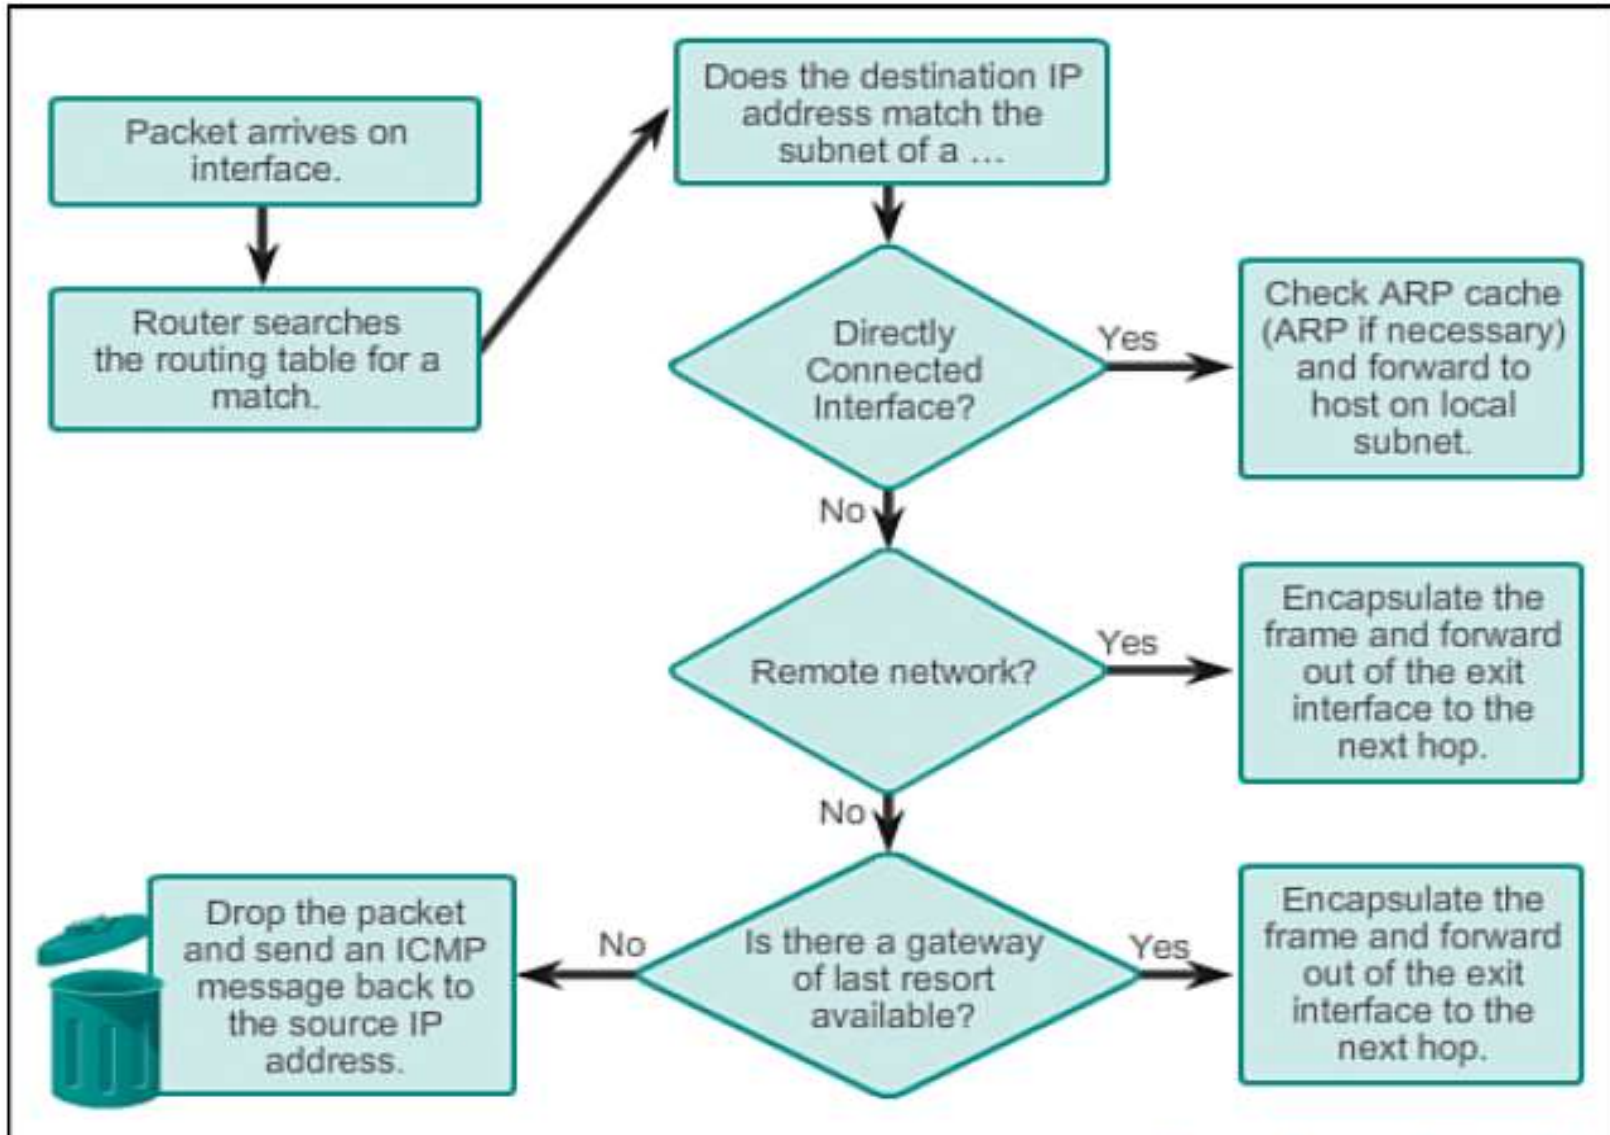 Packet arrives on
interface.
Router searches
the routing table for a
match.
Does the destination IP
address match the
subnet of a ...
Directly
Connected
Interface?
Yes
Check ARP cache
(ARP if necessary)
and forward to
host on local
subnet.
No
Remote network?
Yes
Encapsulate the
frame and forward
out of the exit
interface to the
next hop.
No
Is there a gateway
of last resort
available?
Yes
Encapsulate the
frame and forward
out of the exit
interface to the
next hop.
No
Drop the packet
and send an ICMP
message back to
the source IP
address.